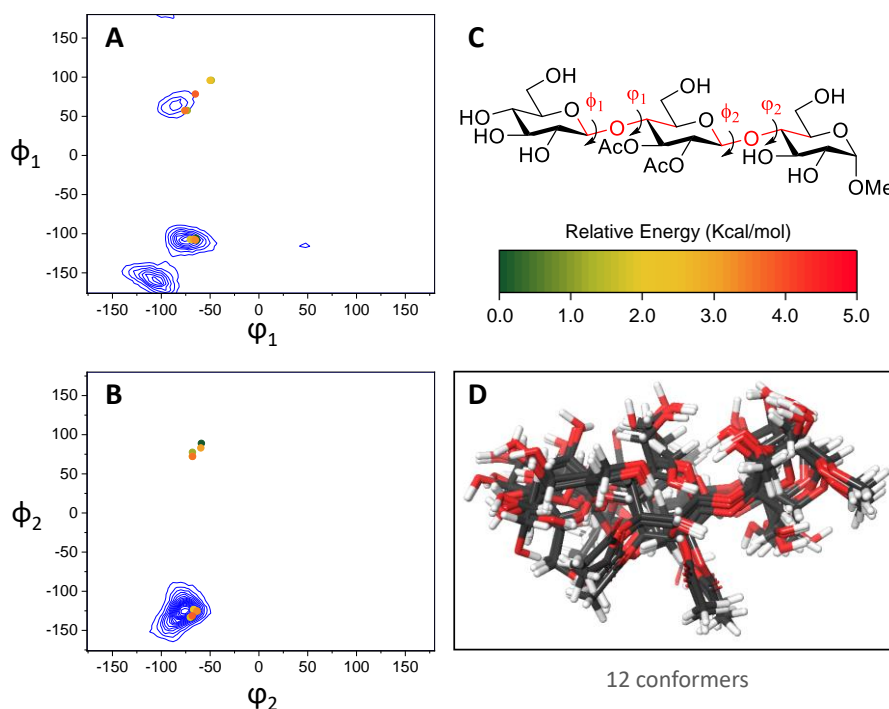 A
150
100
50
0
-50
-100
-150
ϕ1
-150 -100 -50 0 50 100 150
φ1
B
150
100
50
0
-50
-100
-150
ϕ2
-150 -100 -50 0 50 100 150
φ2
C
OH
HO
HO
OH
ϕ1
O
O
φ1
OH
O
AcO
AcO
ϕ2
O
φ2
OH
O
HO
HO
OMe
Relative Energy (Kcal/mol)
0.0 1.0 2.0 3.0 4.0 5.0
D
12 conformers